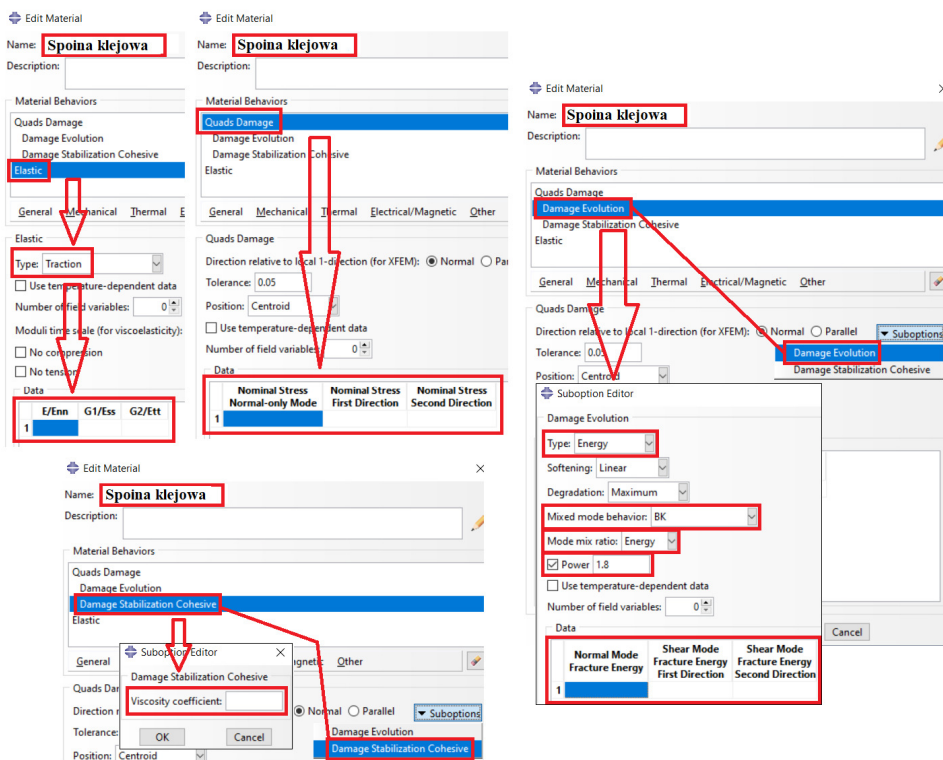 Edit Material
Name: Spoina klejowa
Description:
Material Behaviors
Quads Damage
Damage Evolution
Damage Stabilization Cohesive
Elastic
General Mechanical Thermal E
Elastic
Type: Traction
Use temperature-dependent data
Number of field variables: 0
Moduli time scale (for viscoelasticity):
No compression
No tension
Data
E/Enn G1/Ess G2/Ett
1
Edit Material
Name: Spoina klejowa
Description:
Material Behaviors
Quads Damage
Damage Evolution
Damage Stabilization Cohesive
Elastic
General Mechanical Thermal Electrical/Magnetic Other
Quads Damage
Direction relative to local 1-direction (for XFEM): Normal Par
Tolerance: 0.05
Position: Centroid
Use temperature-dependent data
Number of field variables: 0
Data
Nominal Stress Nominal Stress Nominal Stress
Normal-only Mode First Direction Second Direction
1
Edit Material
Name: Spoina klejowa
Description:
Material Behaviors
Quads Damage
Damage Evolution
Damage Stabilization Cohesive
Elastic
General Mechanical Thermal Electrical/Magnetic Other
Quads Damage
Direction relative to local 1-direction (for XFEM): Normal Parallel Suboptions
Tolerance: 0.05 Damage Evolution
Position: Centroid Damage Stabilization Cohesive
Suboption Editor
Damage Evolution
Type: Energy
Softening: Linear
Degradation: Maximum
Mixed mode behavior: BK
Mode mix ratio: Energy
Power 1.8
Use temperature-dependent data
Number of field variables: 0
Data
Normal Mode Shear Mode Shear Mode
Fracture Energy Fracture Energy Fracture Energy
First Direction Second Direction
1
Cancel
Edit Material
Name: Spoina klejowa
Description:
Material Behaviors
Quads Damage
Damage Evolution
Damage Stabilization Cohesive
Elastic
General gnetic Other
Suboption Editor
Damage Stabilization Cohesive
Viscosity coefficient:
OK Cancel
Quads Dar
Direction r Normal Parallel Suboptions
Tolerance: Damage Evolution
Position: Centroid Damage Stabilization Cohesive